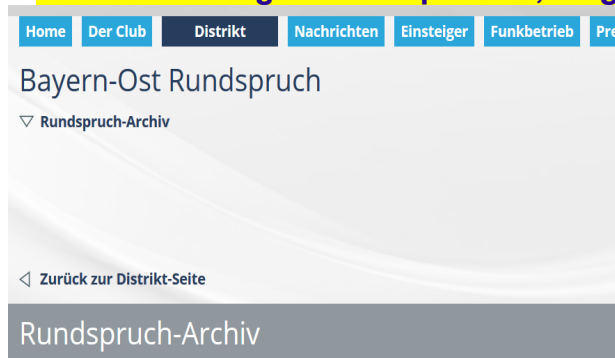 Home Der Club Distrikt Nachrichten Einsteiger Funkbetrieb
Bayern-Ost Rundspruch
Rundspruch-Archiv
Zurück zur Distrikt-Seite
Rundspruch-Archiv